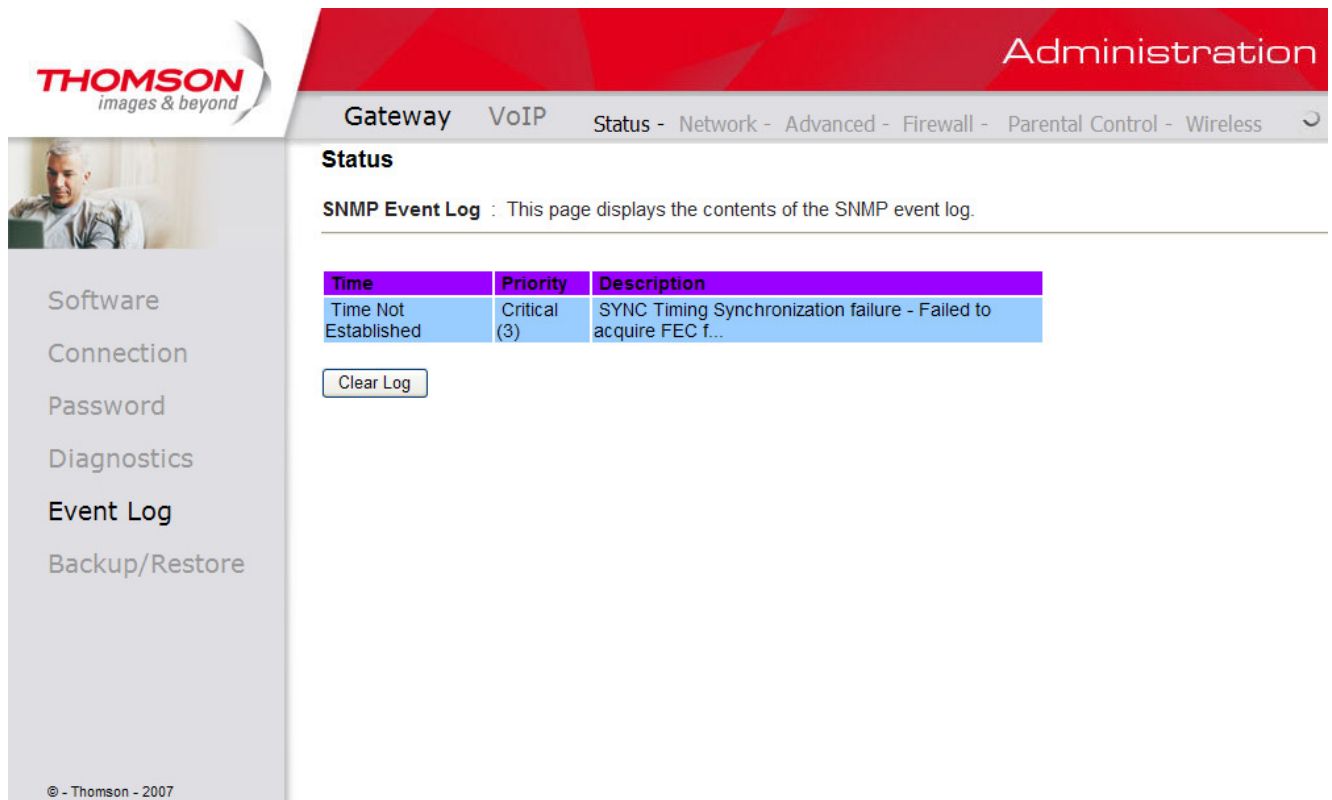 THOMSON
images & beyond
Administration
Gateway VoIP Status - Network - Advanced - Firewall - Parental Control - Wireless
Status
SNMP Event Log : This page displays the contents of the SNMP event log.
Time Priority Description
Time Not Established Critical (3) SYNC Timing Synchronization failure - Failed to acquire FEC f...
Clear Log
Software
Connection
Password
Diagnostics
Event Log
Backup/Restore
© - Thomson - 2007